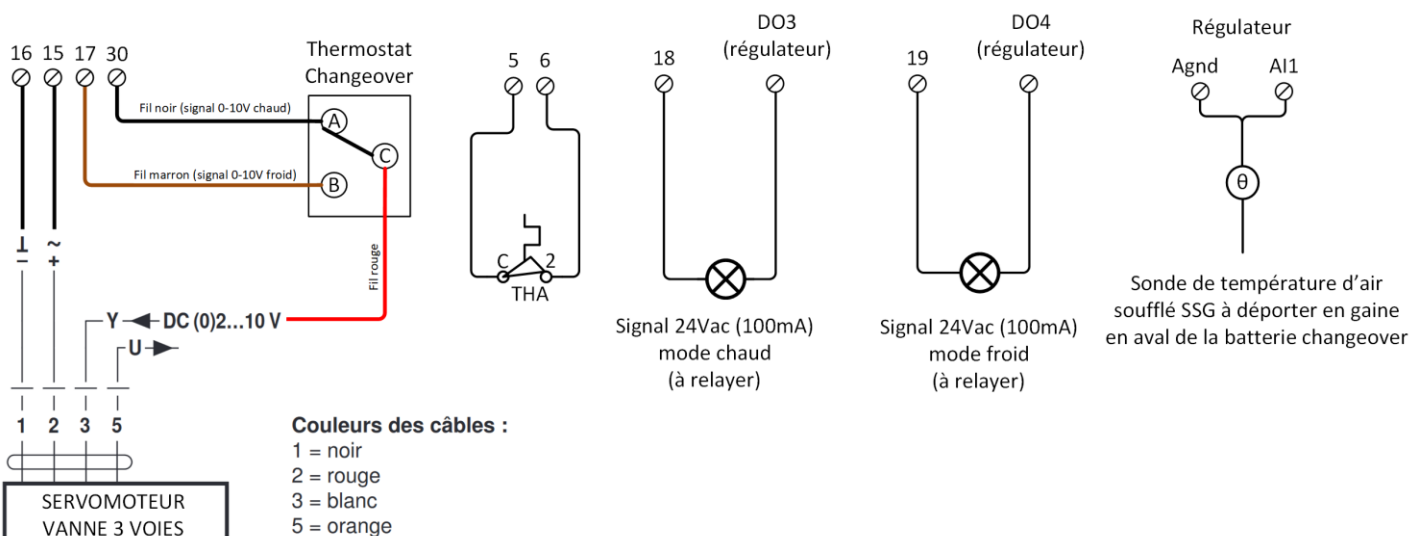 16 15 17 30
Thermostat
Changeover
Fil noir (signal 0-10V chaud)
A
C
Fil marron (signal 0-10V froid)
B
Fil rouge
⊥ ~
− +
Y DC (0)2...10 V
U
1 2 3 5
SERVOMOTEUR
VANNE 3 VOIES
Couleurs des câbles :
1 = noir
2 = rouge
3 = blanc
5 = orange
5 6
C 2
THA
DO3
(régulateur)
18
Signal 24Vac (100mA)
mode chaud
(à relayer)
DO4
(régulateur)
19
Signal 24Vac (100mA)
mode froid
(à relayer)
Régulateur
Agnd AI1
θ
Sonde de température d’air
soufflé SSG à déporter en gaine
en aval de la batterie changeover